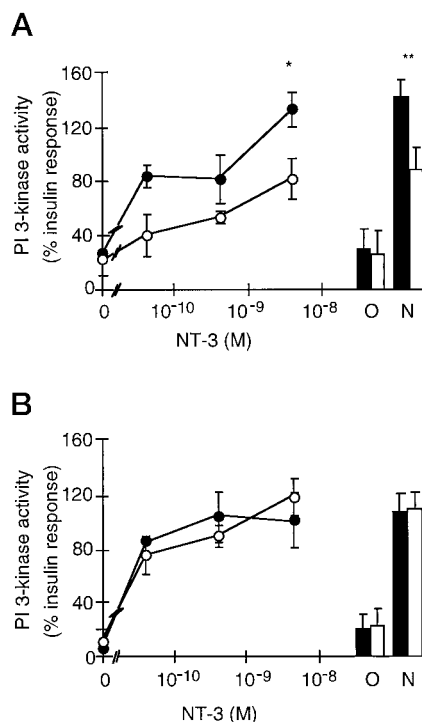 A
PI 3-kinase activity
(% insulin response)
160
120
80
40
0
*
**
0 10⁻¹⁰ 10⁻⁹ 10⁻⁸ O N
NT-3 (M)
B
PI 3-kinase activity
(% insulin response)
160
120
80
40
0
0 10⁻¹⁰ 10⁻⁹ 10⁻⁸ O N
NT-3 (M)